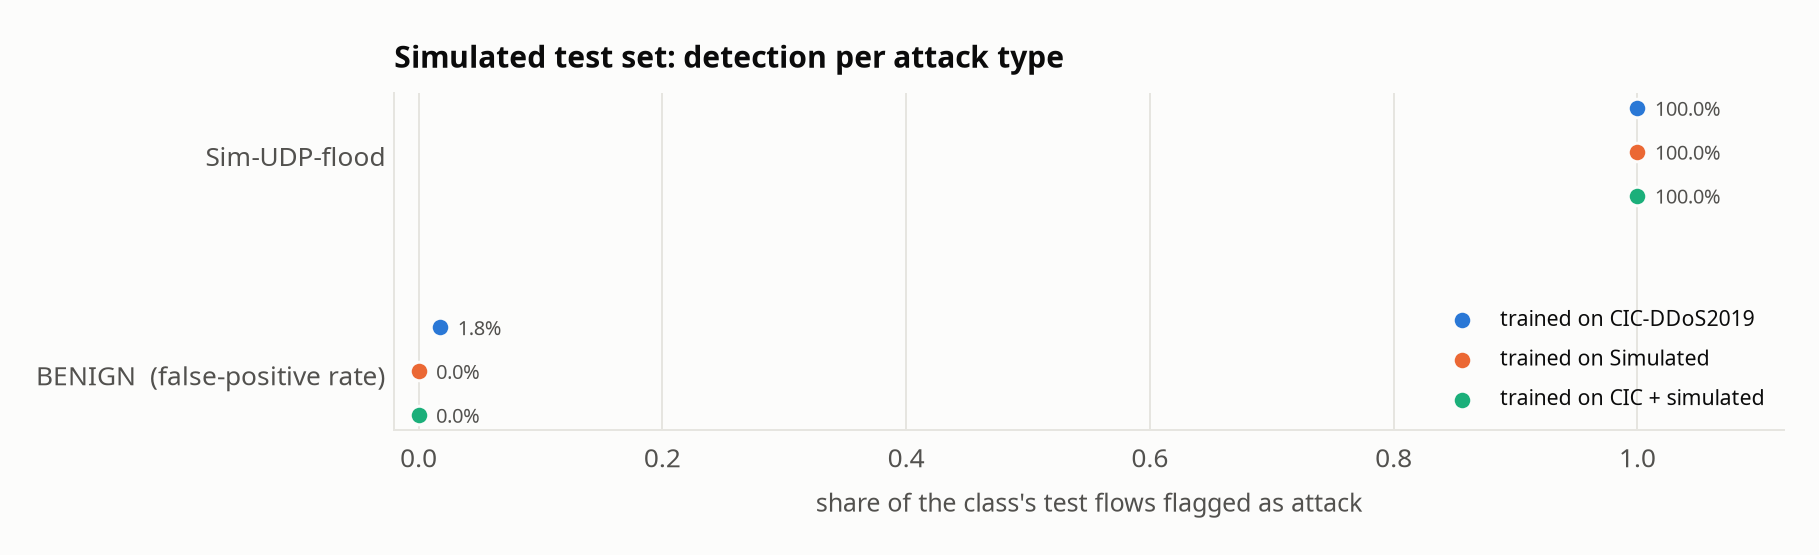 Simulated test set: detection per attack type
Sim-UDP-flood
100.0%
100.0%
100.0%
BENIGN  (false-positive rate)
1.8%
0.0%
0.0%
trained on CIC-DDoS2019
trained on Simulated
trained on CIC + simulated
0.0 0.2 0.4 0.6 0.8 1.0
share of the class's test flows flagged as attack